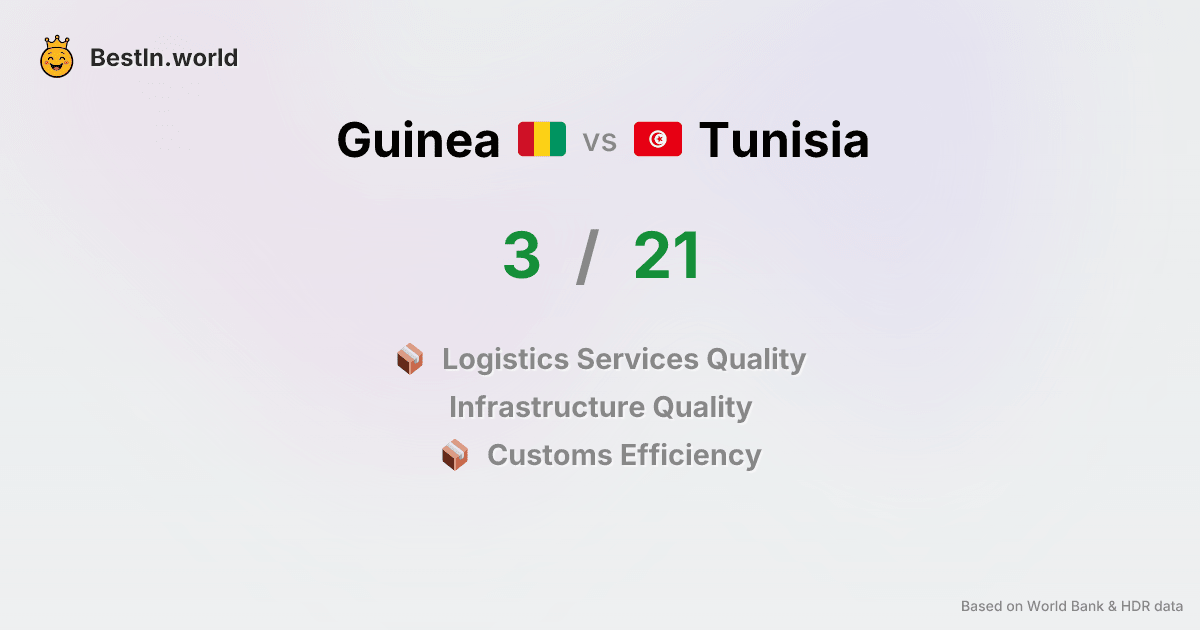 BestIn.world
Guinea vs Tunisia
3 / 21
Logistics Services Quality
Infrastructure Quality
Customs Efficiency
Based on World Bank & HDR data